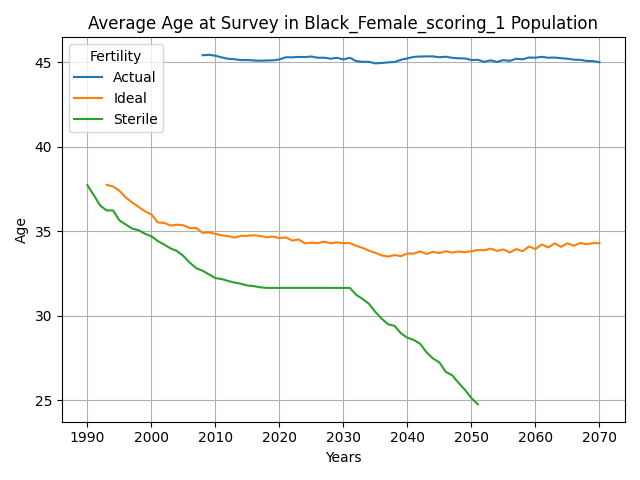 Average Age at Survey in Black_Female_scoring_1 Population
Fertility
Actual
Ideal
Sterile
Age
45
40
35
30
25
1990 2000 2010 2020 2030 2040 2050 2060 2070
Years